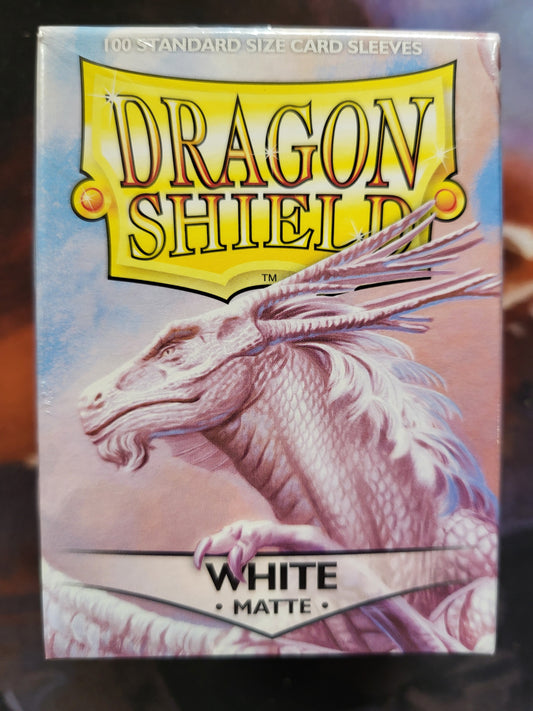 100 STANDARD SIZE CARD SLEEVES
DRAGON
SHIELD
TM
WHITE
• MATTE •